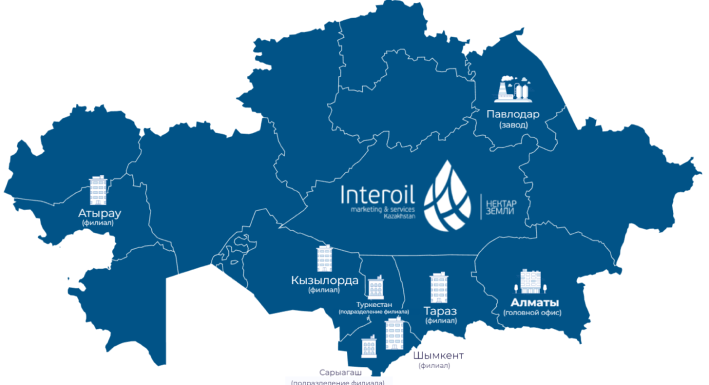 Павлодар
(завод)
Interoil
marketing & services
Kazakhstan
НЕКТАР
ЗЕМЛИ
Атырау
(филиал)
Кызылорда
(филиал)
Туркестан
(подразделение филиала)
Тараз
(филиал)
Алматы
(головной офис)
Шымкент
(филиал)
Сарыагаш
(подразделение филиала)